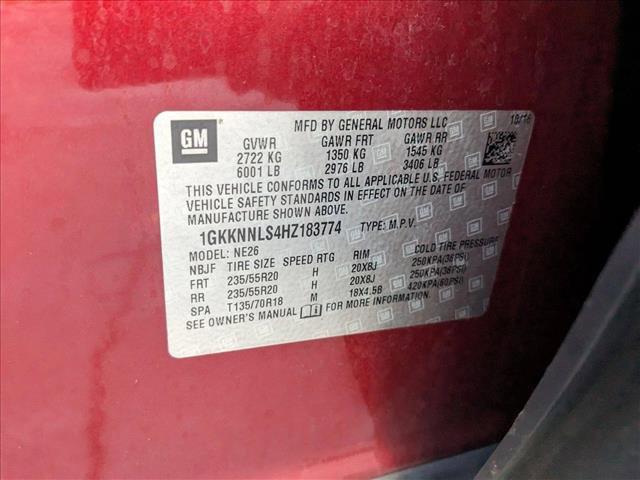 GM
MFD BY GENERAL MOTORS LLC 10/16
GVWR GAWR FRT GAWR RR
2722 KG 1350 KG 1545 KG
6001 LB 2976 LB 3406 LB
THIS VEHICLE CONFORMS TO ALL APPLICABLE U.S. FEDERAL MOTOR
VEHICLE SAFETY STANDARDS IN EFFECT ON THE DATE OF
MANUFACTURE SHOWN ABOVE.
1GKKNNLS4HZ183774 TYPE: M.P.V.
MODEL: NE26
NBJF TIRE SIZE SPEED RTG RIM COLD TIRE PRESSURE
FRT 235/55R20 H 20X8J 250KPA(36PSI)
RR 235/55R20 H 20X8J 250KPA(36PSI)
SPA T135/70R18 M 18X4.5B 420KPA(60PSI)
SEE OWNER'S MANUAL FOR MORE INFORMATION.